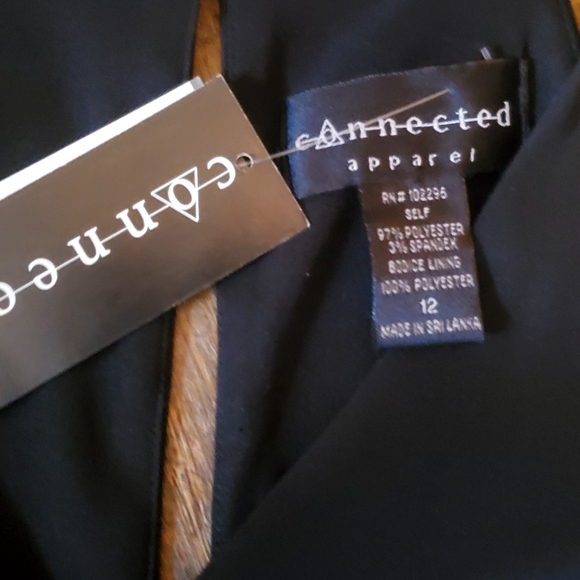 connected
apparel
RN# 102296
SELF
97% POLYESTER
3% SPANDEX
BODICE LINING
100% POLYESTER
12
MADE IN SRI LANKA
connec